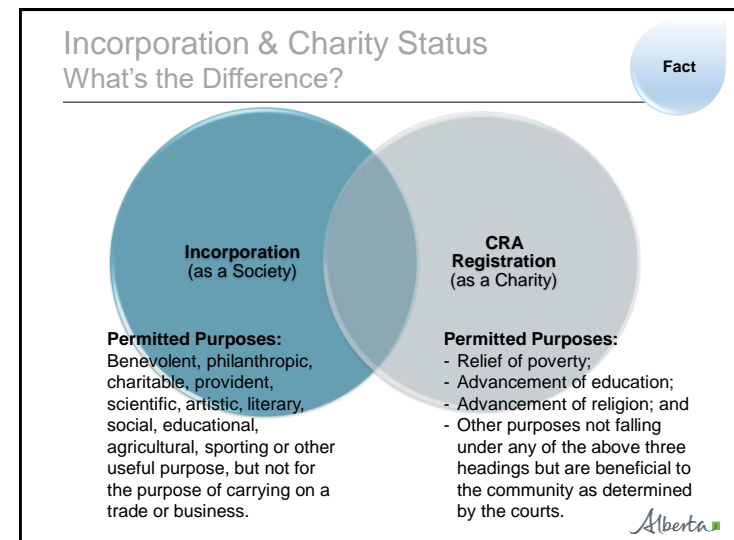 Incorporation & Charity Status
What's the Difference?
Fact
Incorporation
(as a Society)
CRA
Registration
(as a Charity)
Permitted Purposes:
Benevolent, philanthropic,
charitable, provident,
scientific, artistic, literary,
social, educational,
agricultural, sporting or other
useful purpose, but not for
the purpose of carrying on a
trade or business.
Permitted Purposes:
- Relief of poverty;
- Advancement of education;
- Advancement of religion; and
- Other purposes not falling
under any of the above three
headings but are beneficial to
the community as determined
by the courts.
Alberta